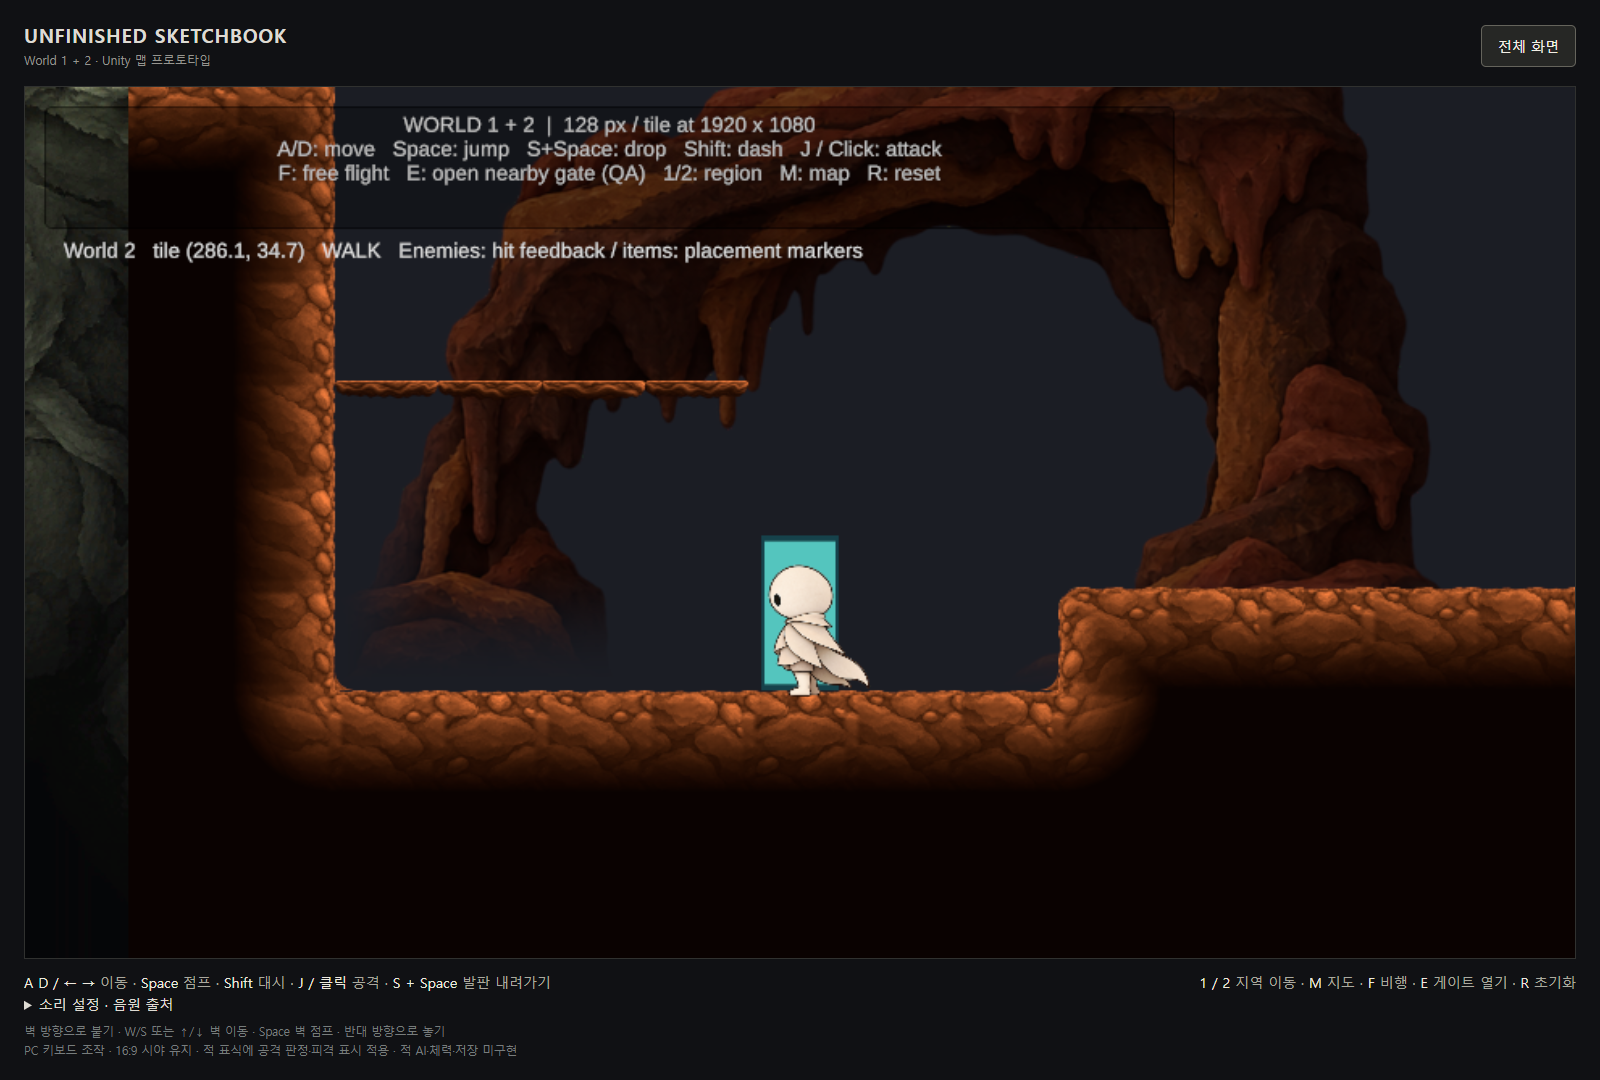 UNFINISHED SKETCHBOOK
World 1 + 2 · Unity 맵 프로토타입
전체 화면
WORLD 1 + 2 | 128 px / tile at 1920 x 1080
A/D: move Space: jump S+Space: drop Shift: dash J / Click: attack
F: free flight E: open nearby gate (QA) 1/2: region M: map R: reset
World 2 tile (286.1, 34.7) WALK Enemies: hit feedback / items: placement markers
A D / ← → 이동 · Space 점프 · Shift 대시 · J / 클릭 공격 · S + Space 발판 내려가기
1 / 2 지역 이동 · M 지도 · F 비행 · E 게이트 열기 · R 초기화
▶ 소리 설정 · 음원 출처
벽 방향으로 붙기 · W/S 또는 ↑/↓ 벽 이동 · Space 벽 점프 · 반대 방향으로 놓기
PC 키보드 조작 · 16:9 시야 유지 · 적 표식에 공격 판정·피격 표시 적용 · 적 AI·체력·저장 미구현